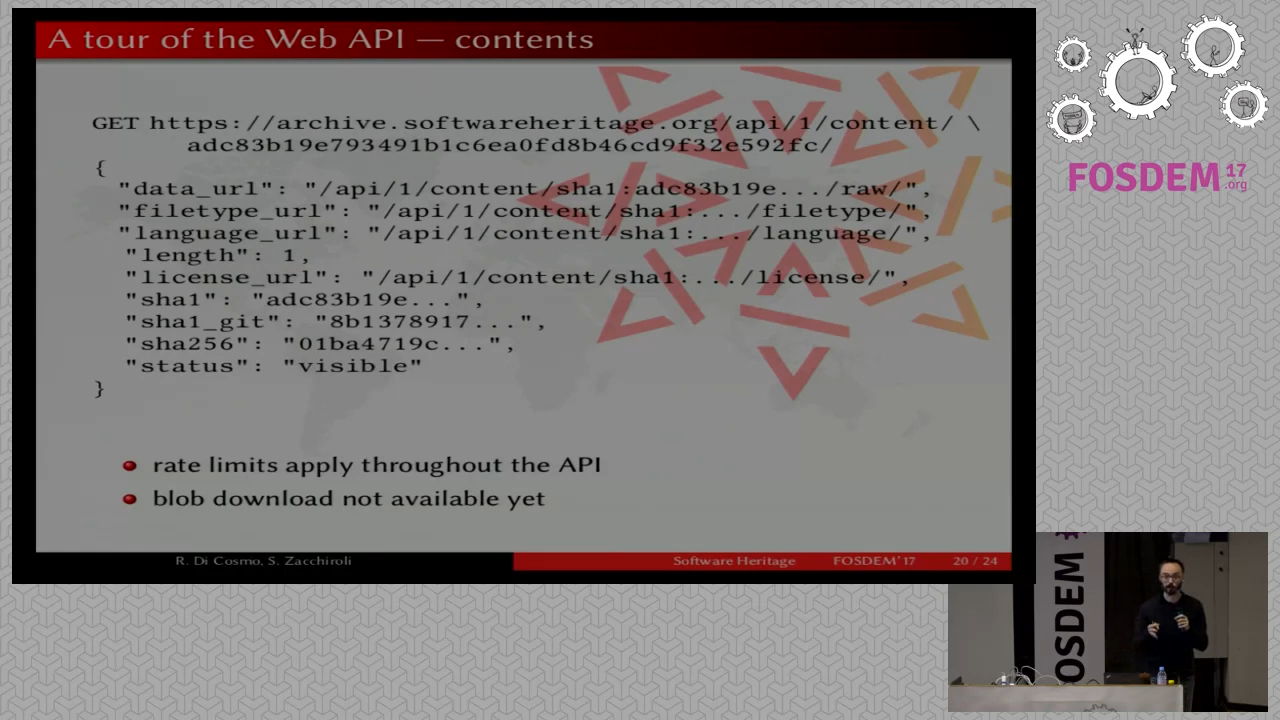 A tour of the Web API — contents
GET https://archive.softwareheritage.org/api/1/content/ \
adc83b19e793491b1c6ea0fd8b46cd9f32e592fc/
{
"data_url": "/api/1/content/sha1:adc83b19e.../raw/",
"filetype_url": "/api/1/content/sha1:.../filetype/",
"language_url": "/api/1/content/sha1:.../language/",
"length": 1,
"license_url": "/api/1/content/sha1:.../license/",
"sha1": "adc83b19e...",
"sha1_git": "8b1378917...",
"sha256": "01ba4719c...",
"status": "visible"
}
rate limits apply throughout the API
blob download not available yet
R. Di Cosmo, S. Zacchiroli
Software Heritage
FOSDEM'17
20 / 24
FOSDEM 17
.org
OSDEM